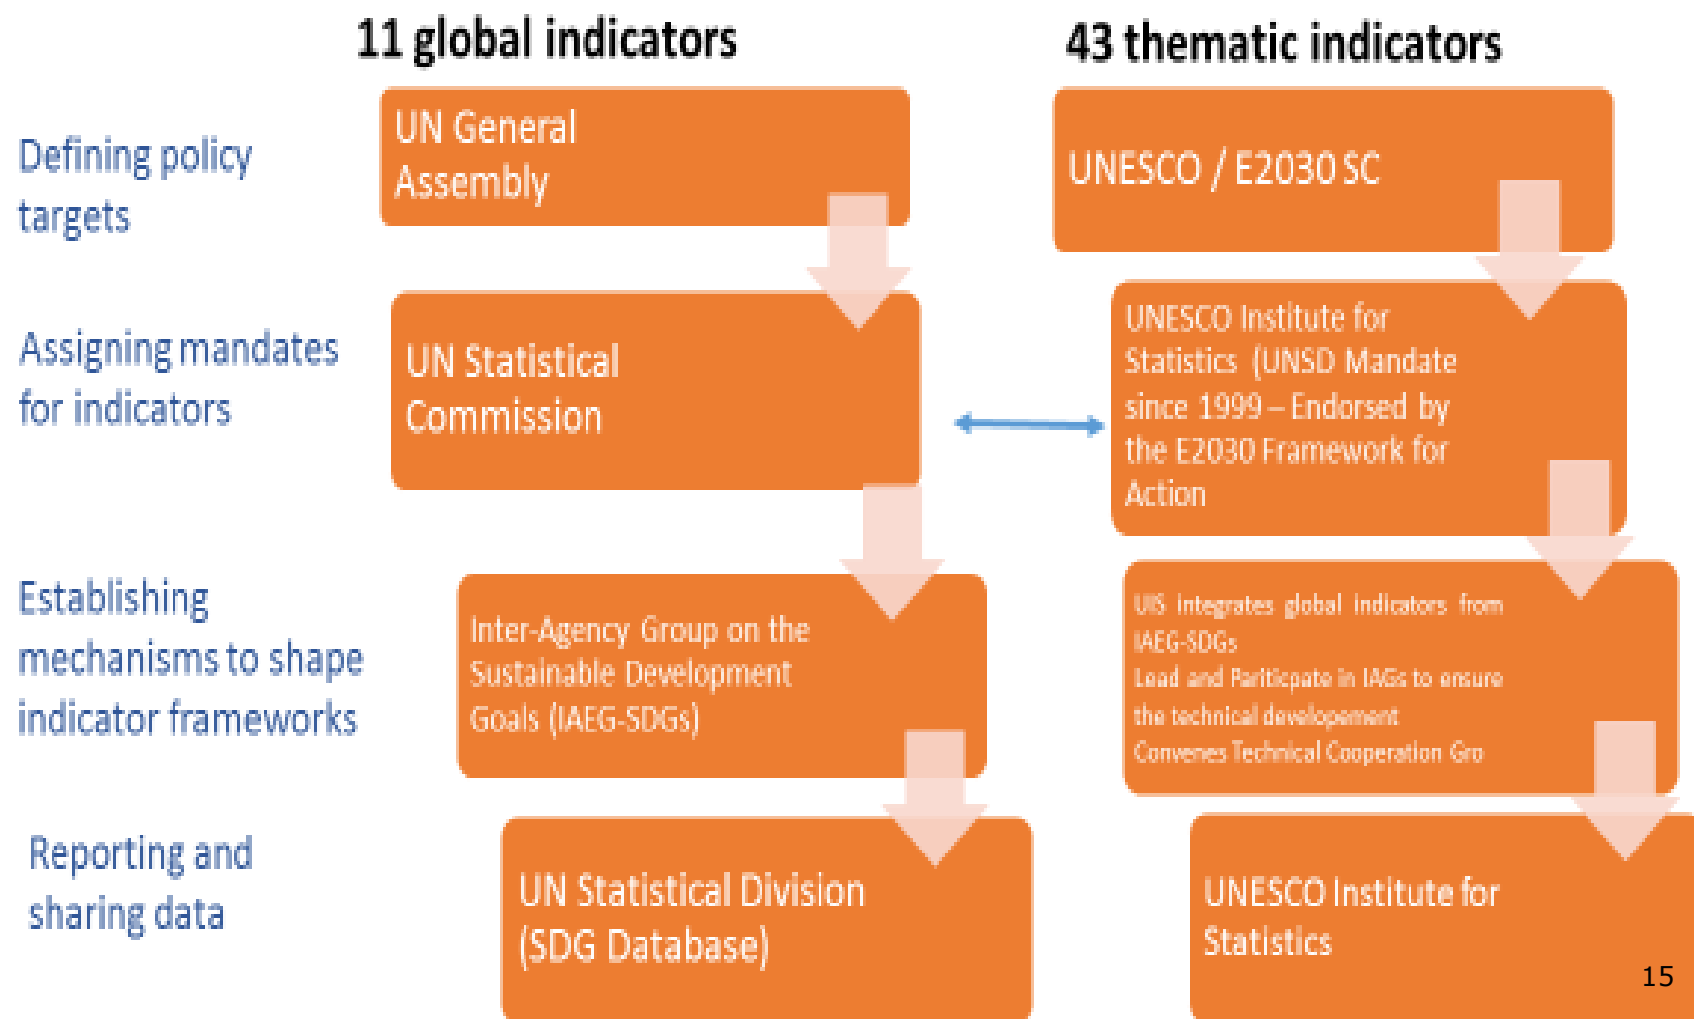 11 global indicators
43 thematic indicators
Defining policy
targets
UN General
Assembly
UNESCO / E2030 SC
Assigning mandates
for indicators
UN Statistical
Commission
UNESCO Institute for
Statistics (UNSD Mandate
since 1999 – Endorsed by
the E2030 Framework for
Action
Establishing
mechanisms to shape
indicator frameworks
Inter-Agency Group on the
Sustainable Development
Goals (IAEG-SDGs)
UIS integrates global indicators from
IAEG-SDGs
Lead and Pariticpate in IAGs to ensure
the technical developement
Convenes Technical Cooperation Gro
Reporting and
sharing data
UN Statistical Division
(SDG Database)
UNESCO Institute for
Statistics
15